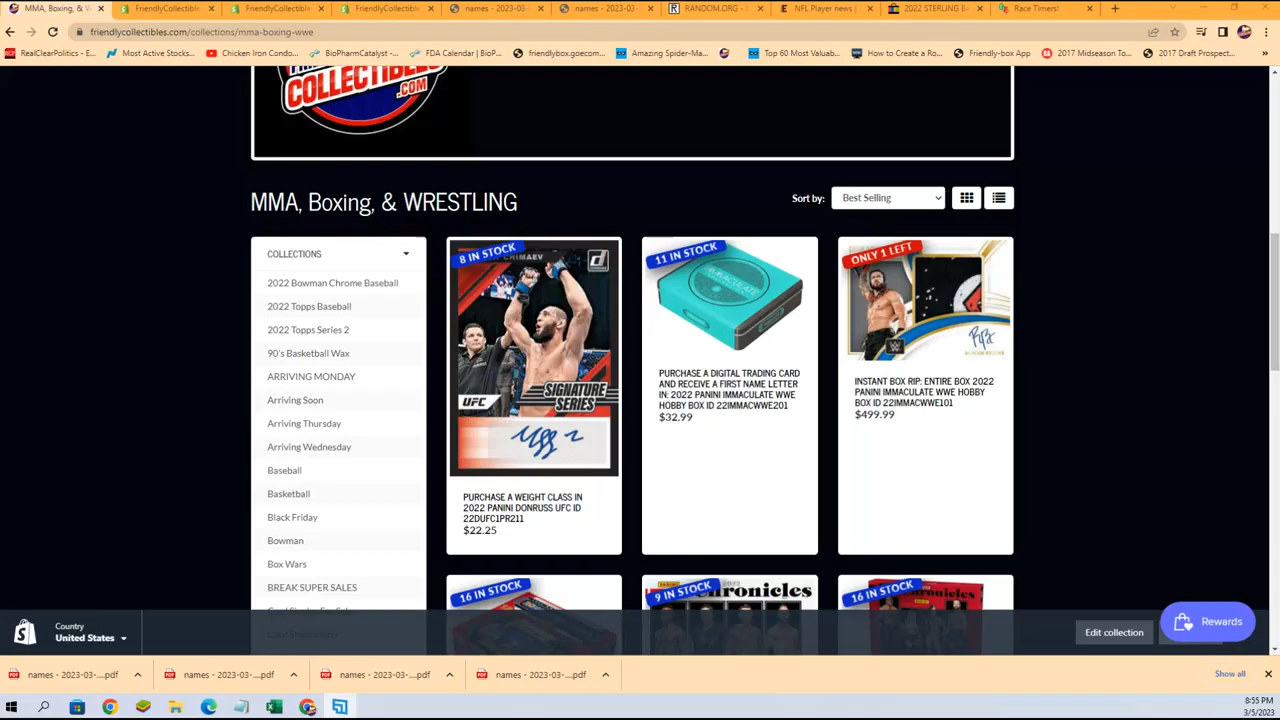 MMA, Boxing, & W
FriendlyCollectibles
FriendlyCollectible
FriendlyCollectible
names - 2023-03-
names - 2023-03-
RANDOM.ORG -
NFL Player news
2022 STERLING B
Race Timers!
friendlycollectibles.com/collections/mma-boxing-wwe
RealClearPolitics - E...
Most Active Stocks...
Chicken Iron Condo...
BioPharmCatalyst -...
FDA Calendar | BioP...
friendlybox.goecom...
Amazing Spider-Ma...
Top 60 Most Valuab...
How to Create a Ro...
Friendly-box App
2017 Midseason To...
2017 Draft Prospect...
COLLECTIBLES
.COM
MMA, Boxing, & WRESTLING
Sort by:
Best Selling
COLLECTIONS
2022 Bowman Chrome Baseball
2022 Topps Baseball
2022 Topps Series 2
90's Basketball Wax
ARRIVING MONDAY
Arriving Soon
Arriving Thursday
Arriving Wednesday
Baseball
Basketball
Black Friday
Bowman
Box Wars
BREAK SUPER SALES
8 IN STOCK
CHIMAEV
UFC
SIGNATURE
SERIES
PURCHASE A WEIGHT CLASS IN
2022 PANINI DONRUSS UFC ID
22DUFC1PR211
$22.25
11 IN STOCK
IMMACULATE
PURCHASE A DIGITAL TRADING CARD
AND RECEIVE A FIRST NAME LETTER
IN: 2022 PANINI IMMACULATE WWE
HOBBY BOX ID 22IMMACWWE201
$32.99
ONLY 1 LEFT
INSTANT BOX RIP: ENTIRE BOX 2022
PANINI IMMACULATE WWE HOBBY
BOX ID 22IMMACWWE101
$499.99
16 IN STOCK
9 IN STOCK
PANINI
hronicles
16 IN STOCK
ronicles
Country
United States
Edit collection
Rewards
names - 2023-03-....pdf
names - 2023-03-....pdf
names - 2023-03-....pdf
names - 2023-03-....pdf
Show all
8:55 PM
3/5/2023